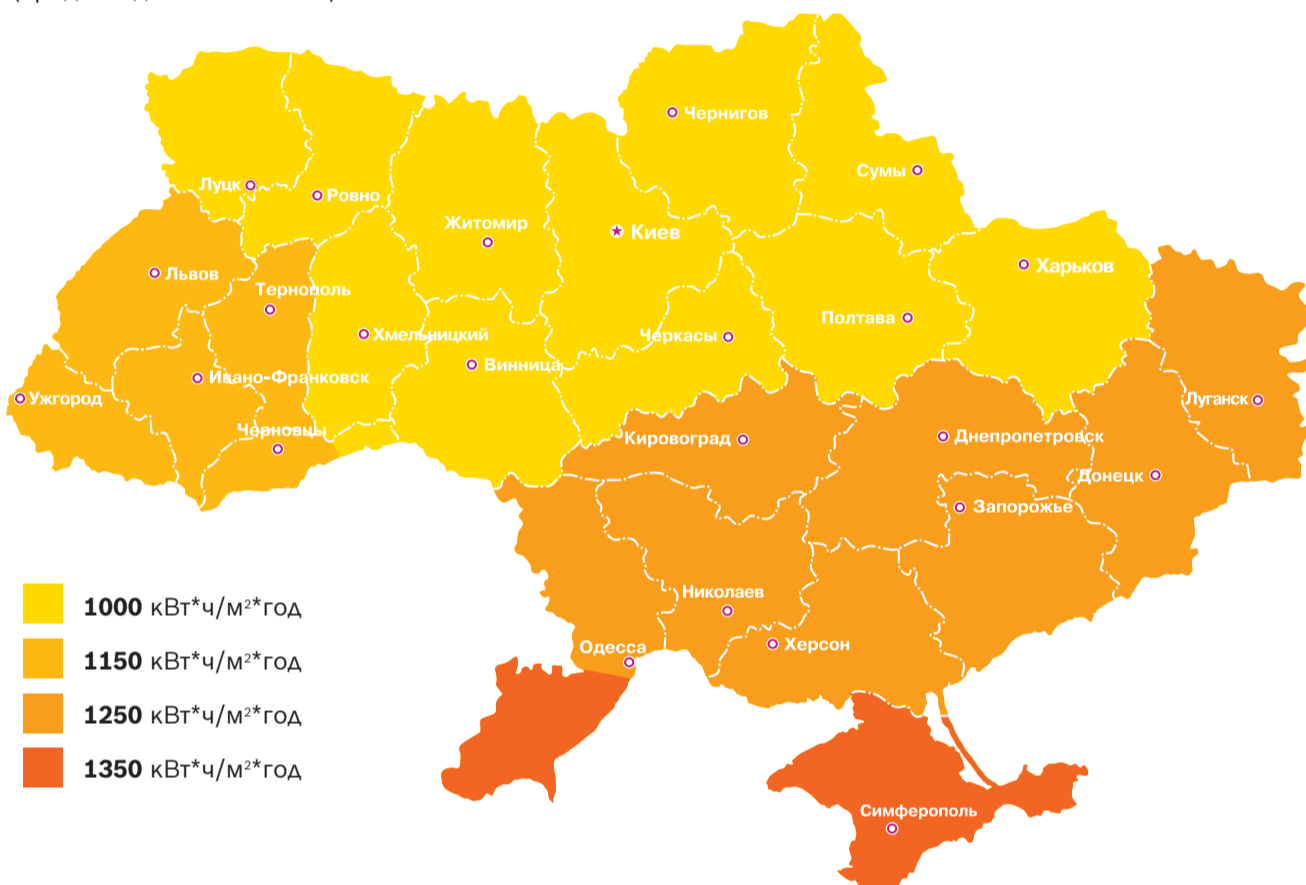 Чернигов
Сумы
Луцк
Ровно
Житомир
Киев
Харьков
Львов
Тернополь
Хмельницкий
Винница
Черкасы
Полтава
Ужгород
Ивано-Франковск
Черновцы
Кировоград
Днепропетровск
Луганск
Донецк
Запорожье
Николаев
Одесса
Херсон
Симферополь
1000 кВт*ч/м²*год
1150 кВт*ч/м²*год
1250 кВт*ч/м²*год
1350 кВт*ч/м²*год